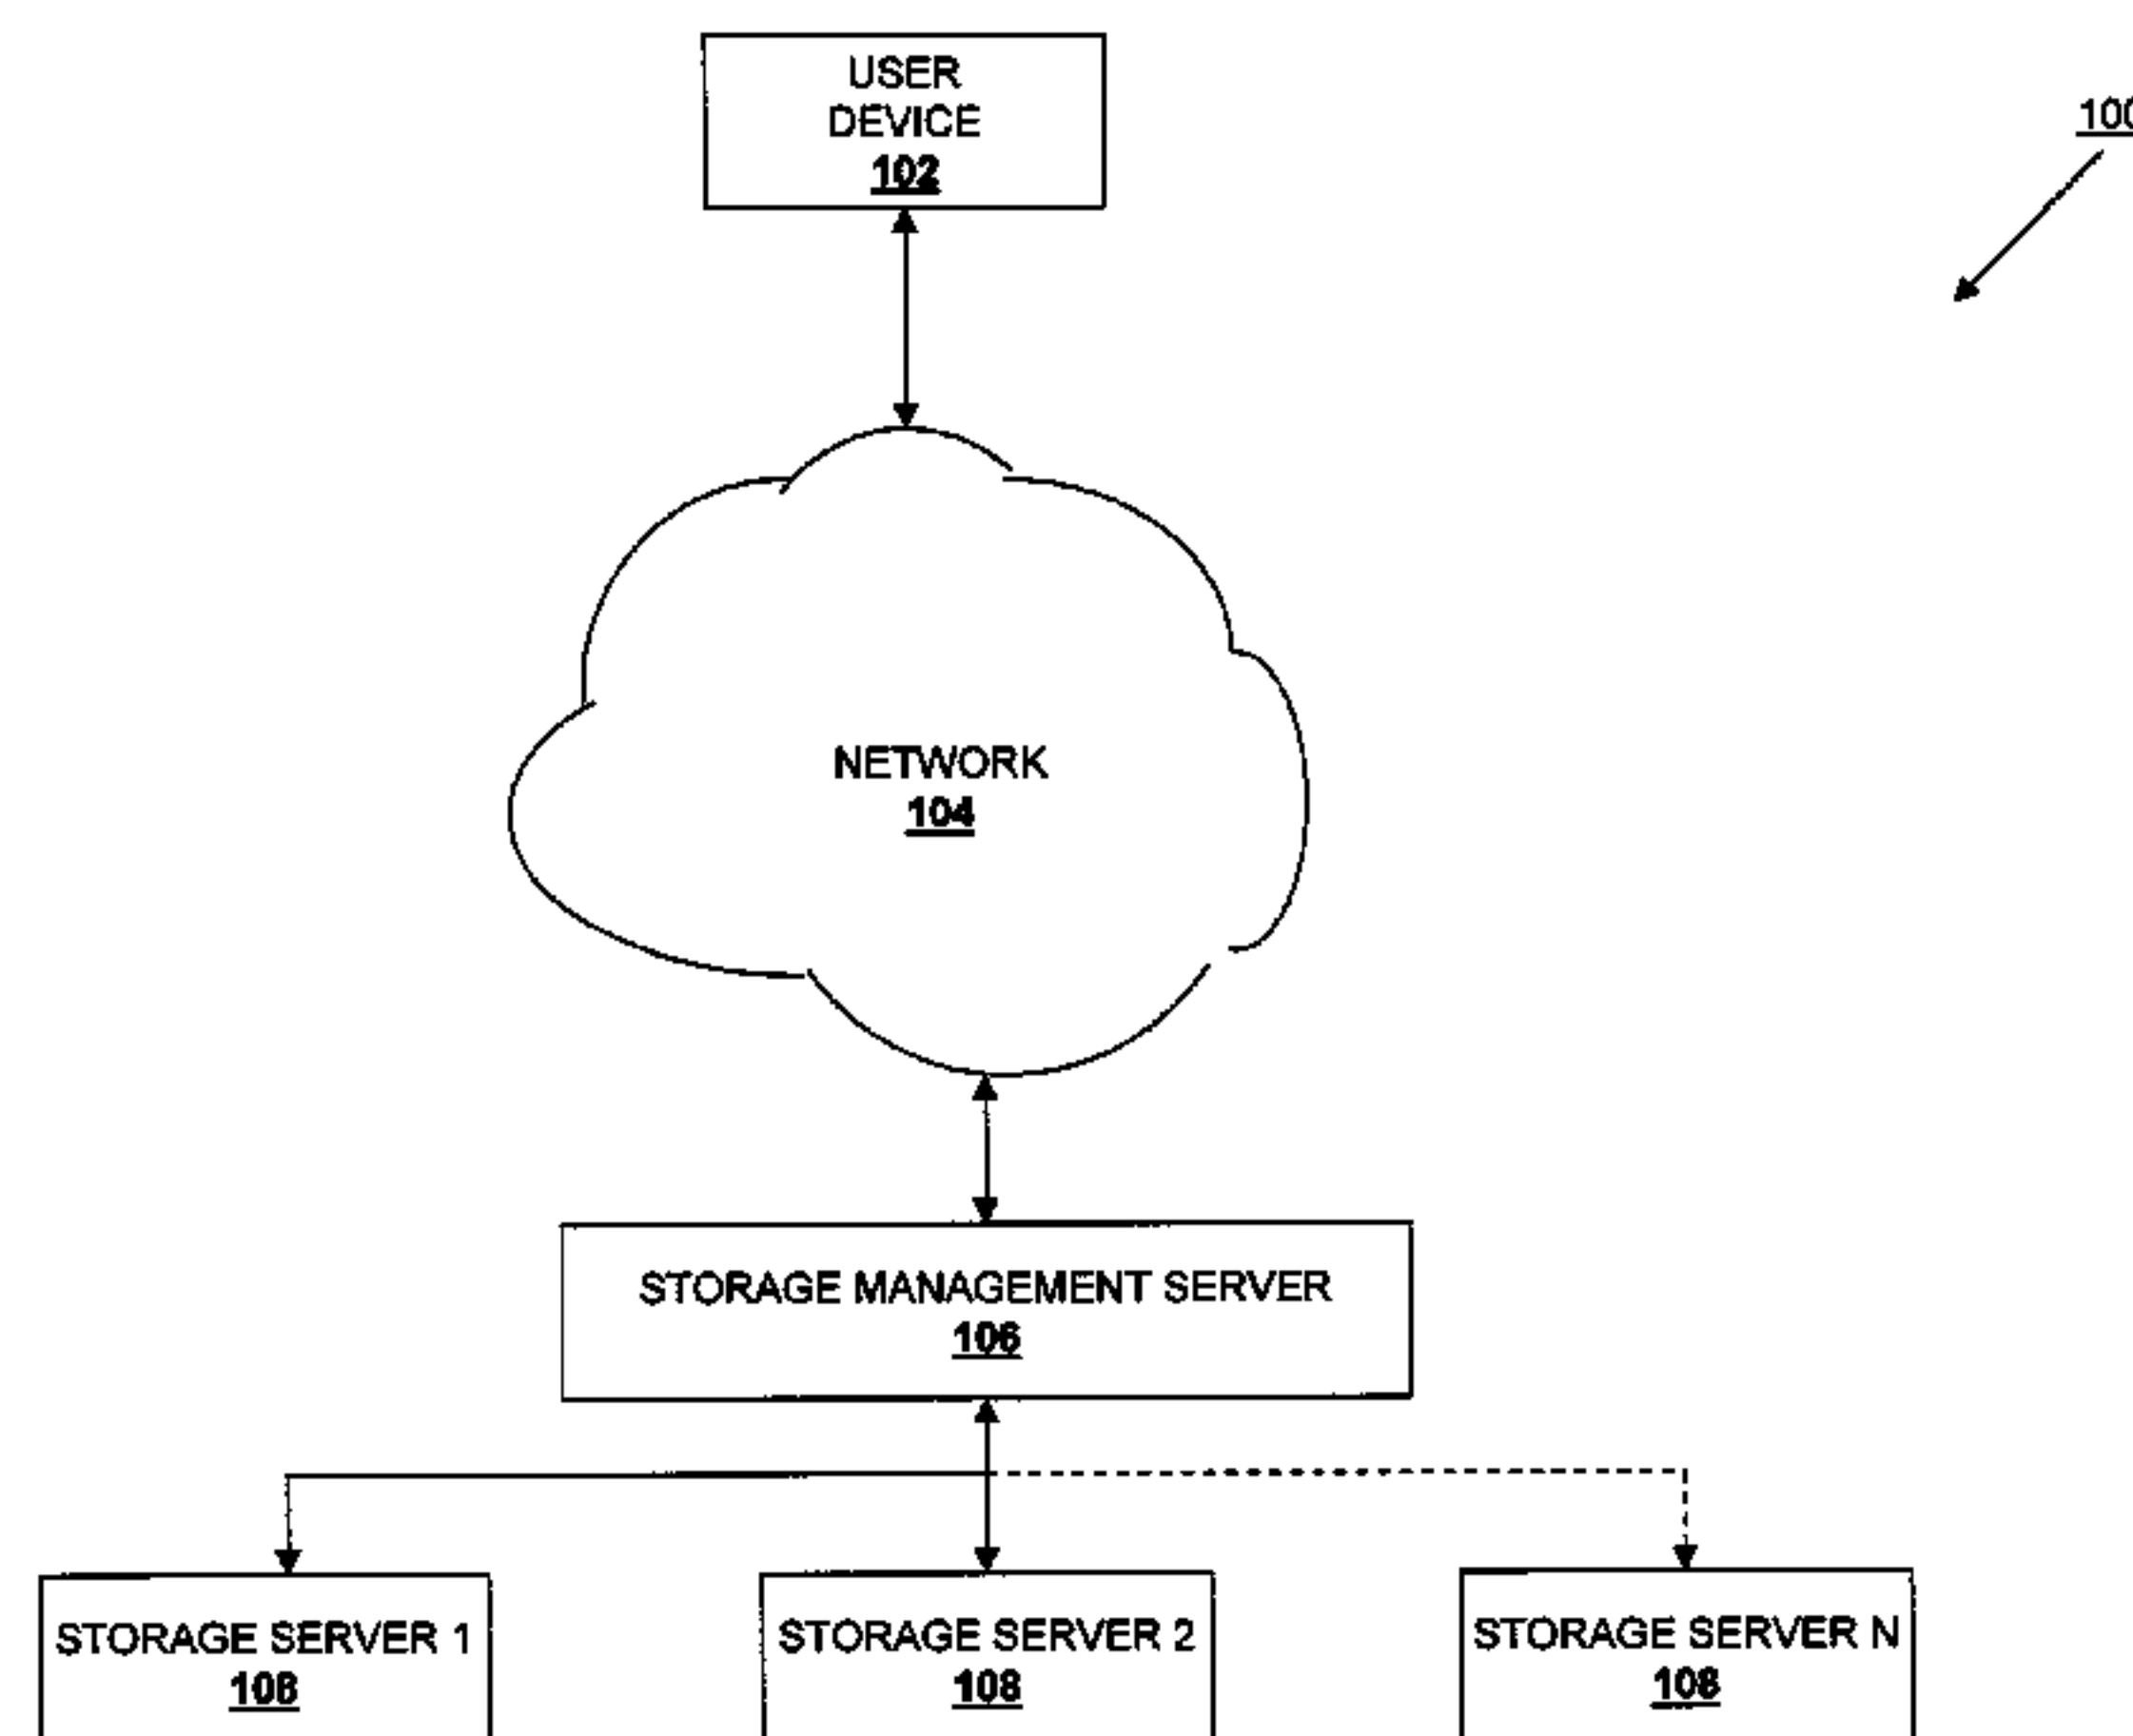 USER
DEVICE
102
100
NETWORK
104
STORAGE MANAGEMENT SERVER
106
STORAGE SERVER 1
108
STORAGE SERVER 2
108
STORAGE SERVER N
108